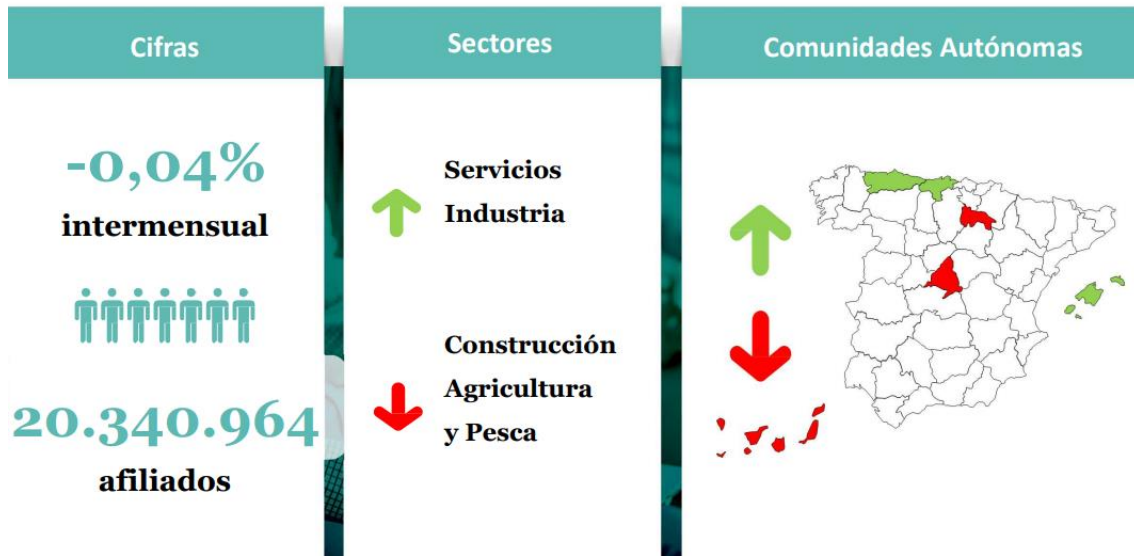 Cifras
-0,04%
intermensual
20.340.964
afiliados
Sectores
Servicios
Industria
Construcción
Agricultura
y Pesca
Comunidades Autónomas